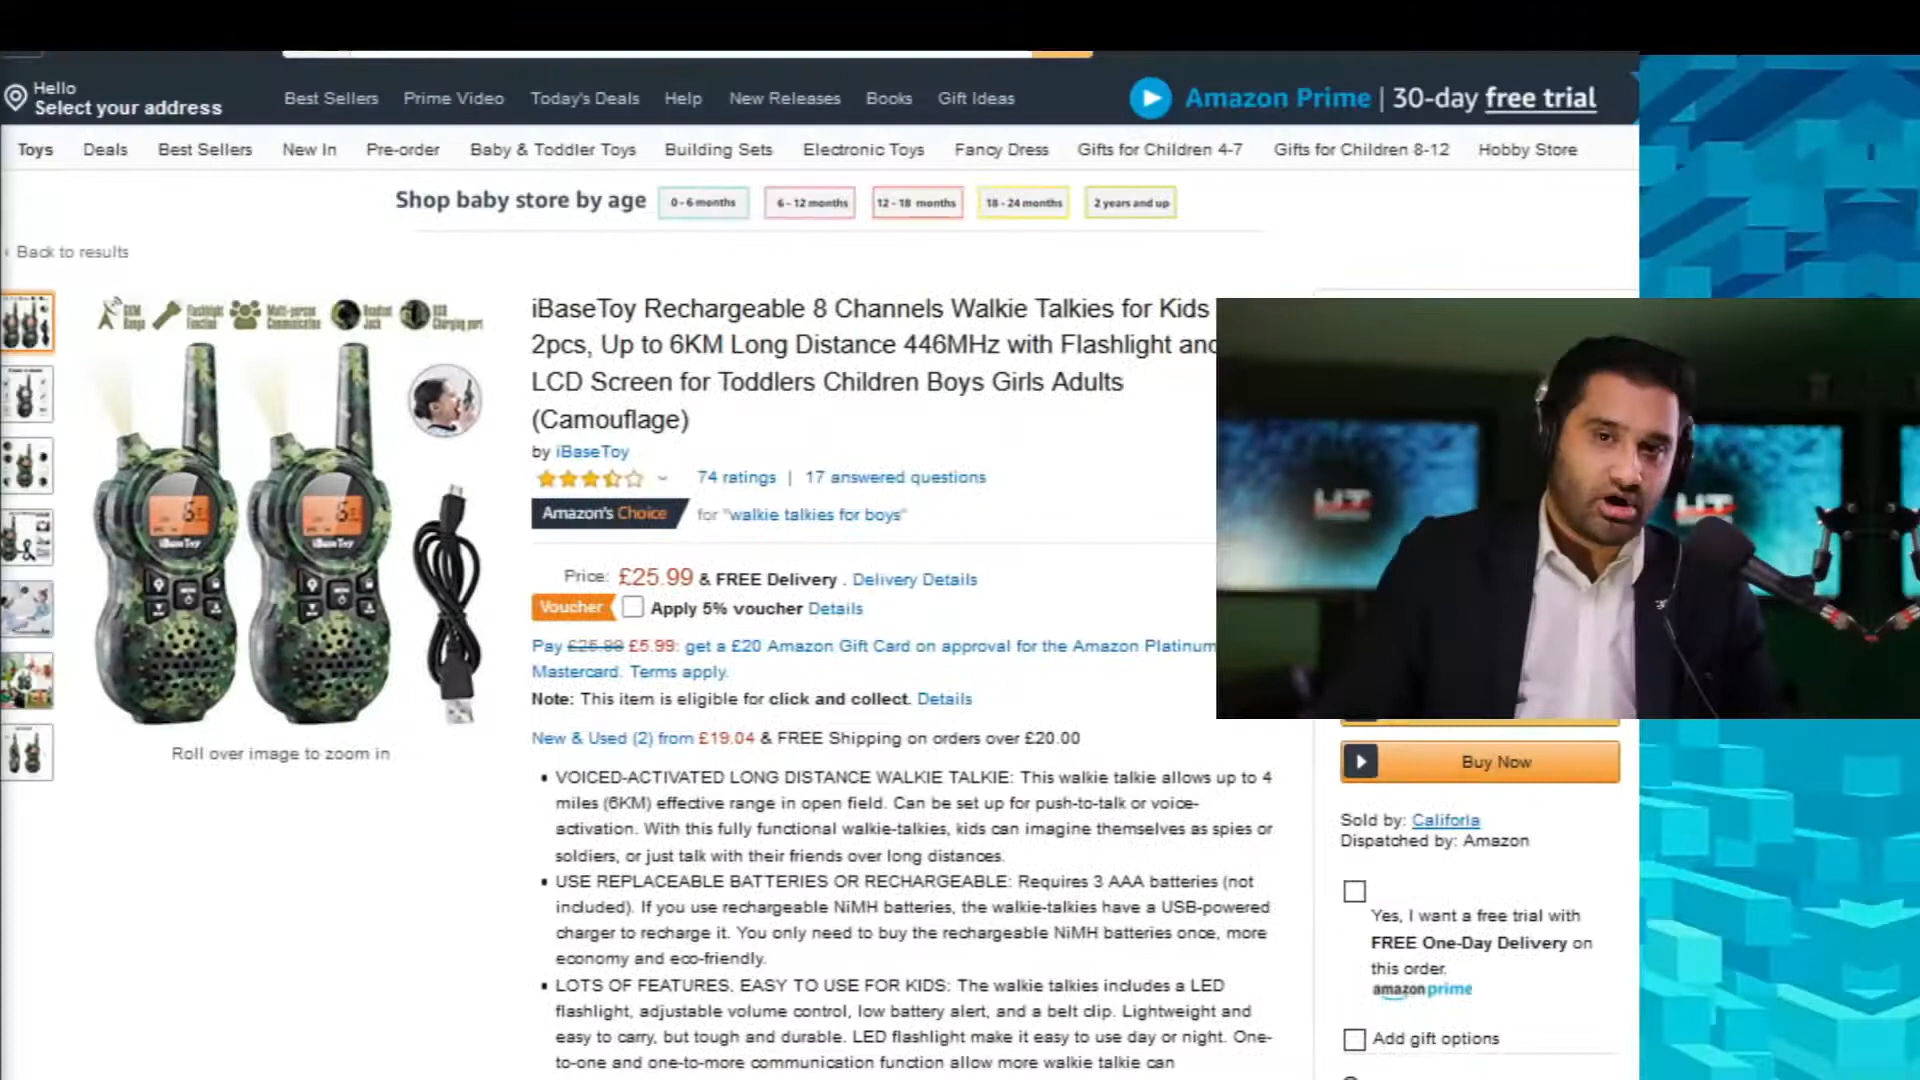 Hello
Select your address
Best Sellers
Prime Video
Today's Deals
Help
New Releases
Books
Gift Ideas
Amazon Prime | 30-day free trial
Toys
Deals
Best Sellers
New In
Pre-order
Baby & Toddler Toys
Building Sets
Electronic Toys
Fancy Dress
Gifts for Children 4-7
Gifts for Children 8-12
Hobby Store
Shop baby store by age
0 - 6 months
6 - 12 months
12 - 18 months
18 - 24 months
2 years and up
‹ Back to results
6KM Range
Flashlight Function
Multi-person Communication
Headset Jack
USB Charging port
iBaseToy
iBaseToy
Roll over image to zoom in
iBaseToy Rechargeable 8 Channels Walkie Talkies for Kids
2pcs, Up to 6KM Long Distance 446MHz with Flashlight and
LCD Screen for Toddlers Children Boys Girls Adults
(Camouflage)
by iBaseToy
74 ratings | 17 answered questions
Amazon's Choice for "walkie talkies for boys"
Price: £25.99 & FREE Delivery . Delivery Details
Voucher Apply 5% voucher Details
Pay £25.99 £5.99: get a £20 Amazon Gift Card on approval for the Amazon Platinum
Mastercard. Terms apply.
Note: This item is eligible for click and collect. Details
New & Used (2) from £19.04 & FREE Shipping on orders over £20.00
• VOICED-ACTIVATED LONG DISTANCE WALKIE TALKIE: This walkie talkie allows up to 4
miles (6KM) effective range in open field. Can be set up for push-to-talk or voice-
activation. With this fully functional walkie-talkies, kids can imagine themselves as spies or
soldiers, or just talk with their friends over long distances.
• USE REPLACEABLE BATTERIES OR RECHARGEABLE: Requires 3 AAA batteries (not
included). If you use rechargeable NiMH batteries, the walkie-talkies have a USB-powered
charger to recharge it. You only need to buy the rechargeable NiMH batteries once, more
economy and eco-friendly.
• LOTS OF FEATURES, EASY TO USE FOR KIDS: The walkie talkies includes a LED
flashlight, adjustable volume control, low battery alert, and a belt clip. Lightweight and
easy to carry, but tough and durable. LED flashlight make it easy to use day or night. One-
to-one and one-to-more communication function allow more walkie talkie can
Buy Now
Sold by: Califorla
Dispatched by: Amazon
Yes, I want a free trial with
FREE One-Day Delivery on
this order.
amazon prime
Add gift options